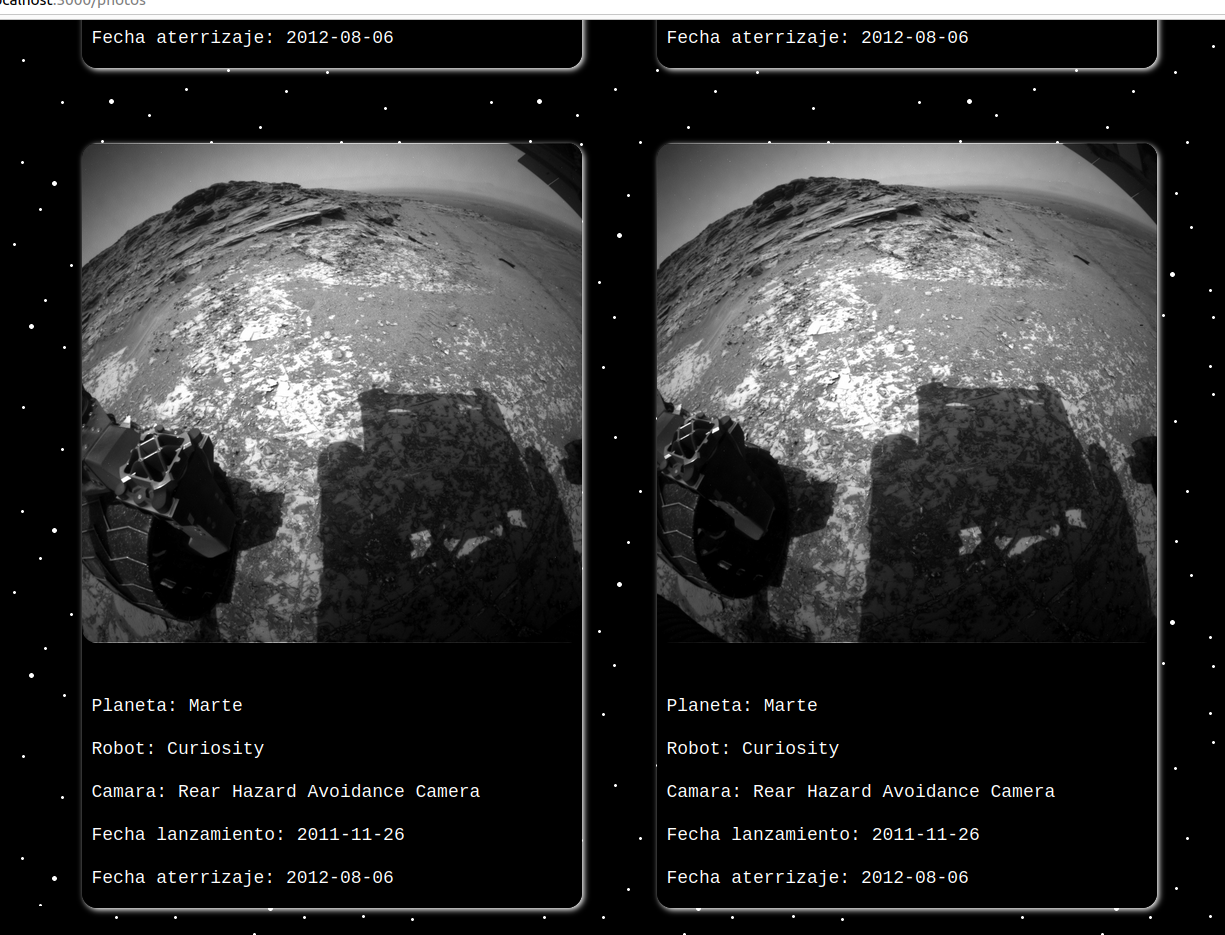 ocalhost:3000/photos
Fecha aterrizaje: 2012-08-06
Fecha aterrizaje: 2012-08-06
Planeta: Marte
Robot: Curiosity
Camara: Rear Hazard Avoidance Camera
Fecha lanzamiento: 2011-11-26
Fecha aterrizaje: 2012-08-06
Planeta: Marte
Robot: Curiosity
Camara: Rear Hazard Avoidance Camera
Fecha lanzamiento: 2011-11-26
Fecha aterrizaje: 2012-08-06